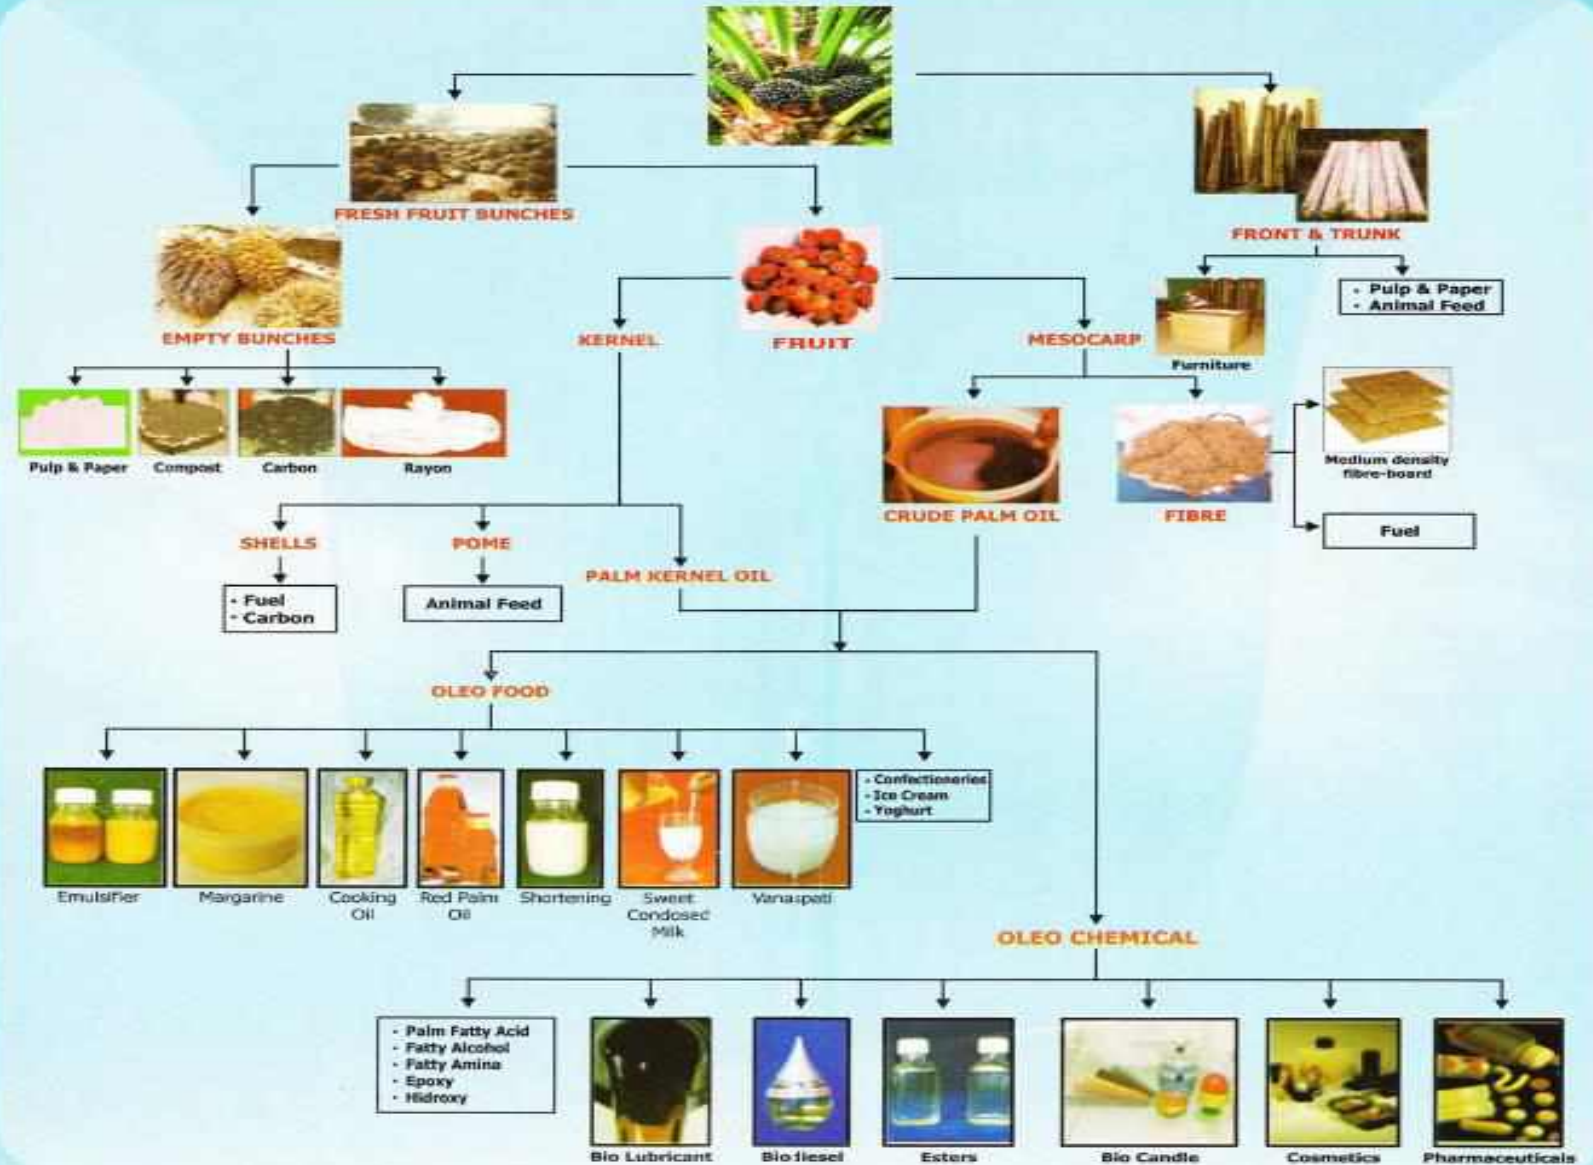 FRESH FRUIT BUNCHES
FRONT & TRUNK
- Pulp & Paper
- Animal Feed
Furniture
EMPTY BUNCHES
KERNEL
FRUIT
MESOCARP
Pulp & Paper
Compost
Carbon
Rayon
Medium density
fibre-board
CRUDE PALM OIL
FIBRE
Fuel
SHELLS
POME
PALM KERNEL OIL
- Fuel
- Carbon
Animal Feed
OLEO FOOD
- Confectioneries
- Ice Cream
- Yoghurt
Emulsifier
Margarine
Cooking
Oil
Red Palm
Oil
Shortening
Sweet
Condosed
Milk
Vanaspati
OLEO CHEMICAL
- Palm Fatty Acid
- Fatty Alcohol
- Fatty Amina
- Epoxy
- Hidroxy
Bio Lubricant
Bio diesel
Esters
Bio Candle
Cosmetics
Pharmaceuticals